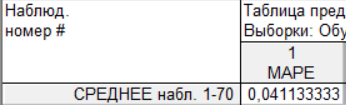 Наблюд. Таблица пред
номер # Выборки: Обу
1
MAPE
СРЕДНЕЕ набл. 1-70 0,041133333